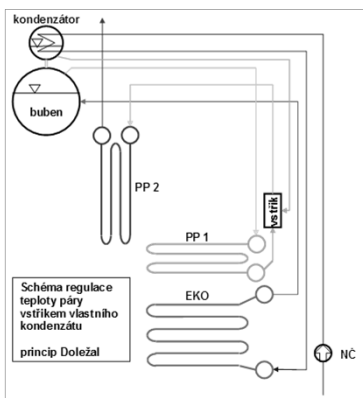 kondenzátor
buben
PP 2
vstřik
PP 1
EKO
Schéma regulace
teploty páry
vstřikem vlastního
kondenzátu
princip Doležal
NČ